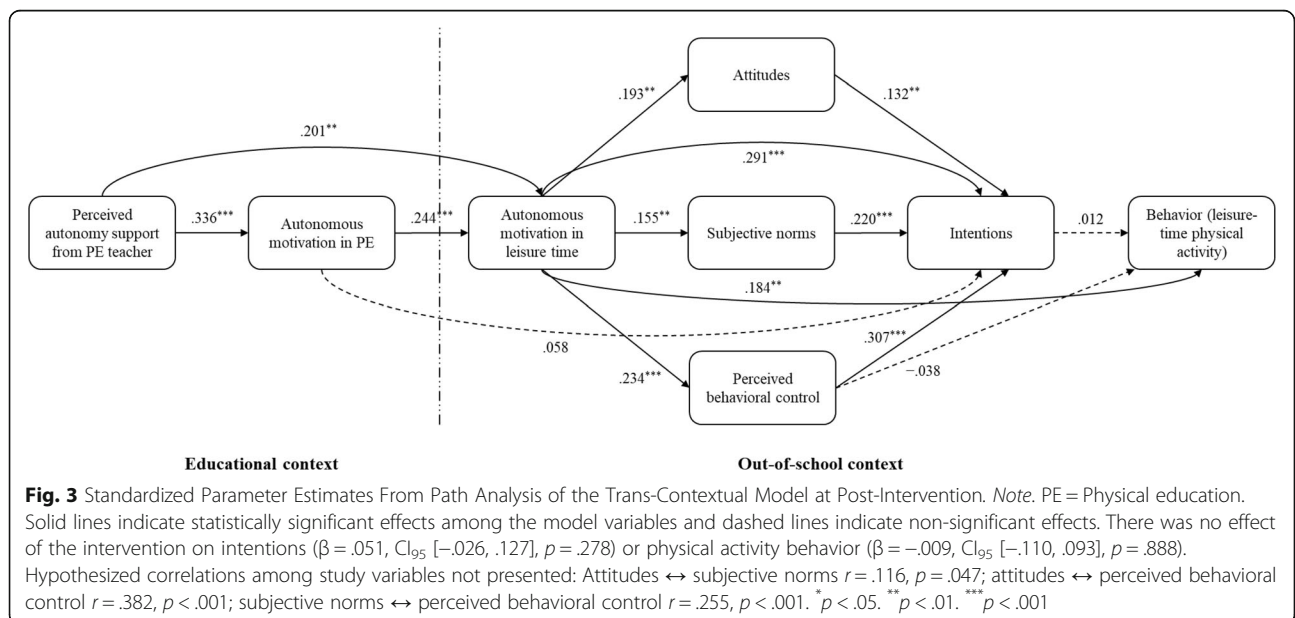 Attitudes
.193**
.132**
.201**
.291***
Perceived
autonomy support
from PE teacher
.336***
Autonomous
motivation in PE
.244***
Autonomous
motivation in
leisure time
.155**
Subjective norms
.220***
Intentions
.012
Behavior (leisure-
time physical
activity)
.184**
.058
.307***
−.038
.234***
Perceived
behavioral control
Educational context
Out-of-school context
Fig. 3 Standardized Parameter Estimates From Path Analysis of the Trans-Contextual Model at Post-Intervention. Note. PE = Physical education.
Solid lines indicate statistically significant effects among the model variables and dashed lines indicate non-significant effects. There was no effect
of the intervention on intentions (β = .051, CI₉₅ [−.026, .127], p = .278) or physical activity behavior (β = −.009, CI₉₅ [−.110, .093], p = .888).
Hypothesized correlations among study variables not presented: Attitudes ↔ subjective norms r = .116, p = .047; attitudes ↔ perceived behavioral
control r = .382, p < .001; subjective norms ↔ perceived behavioral control r = .255, p < .001. *p < .05. **p < .01. ***p < .001